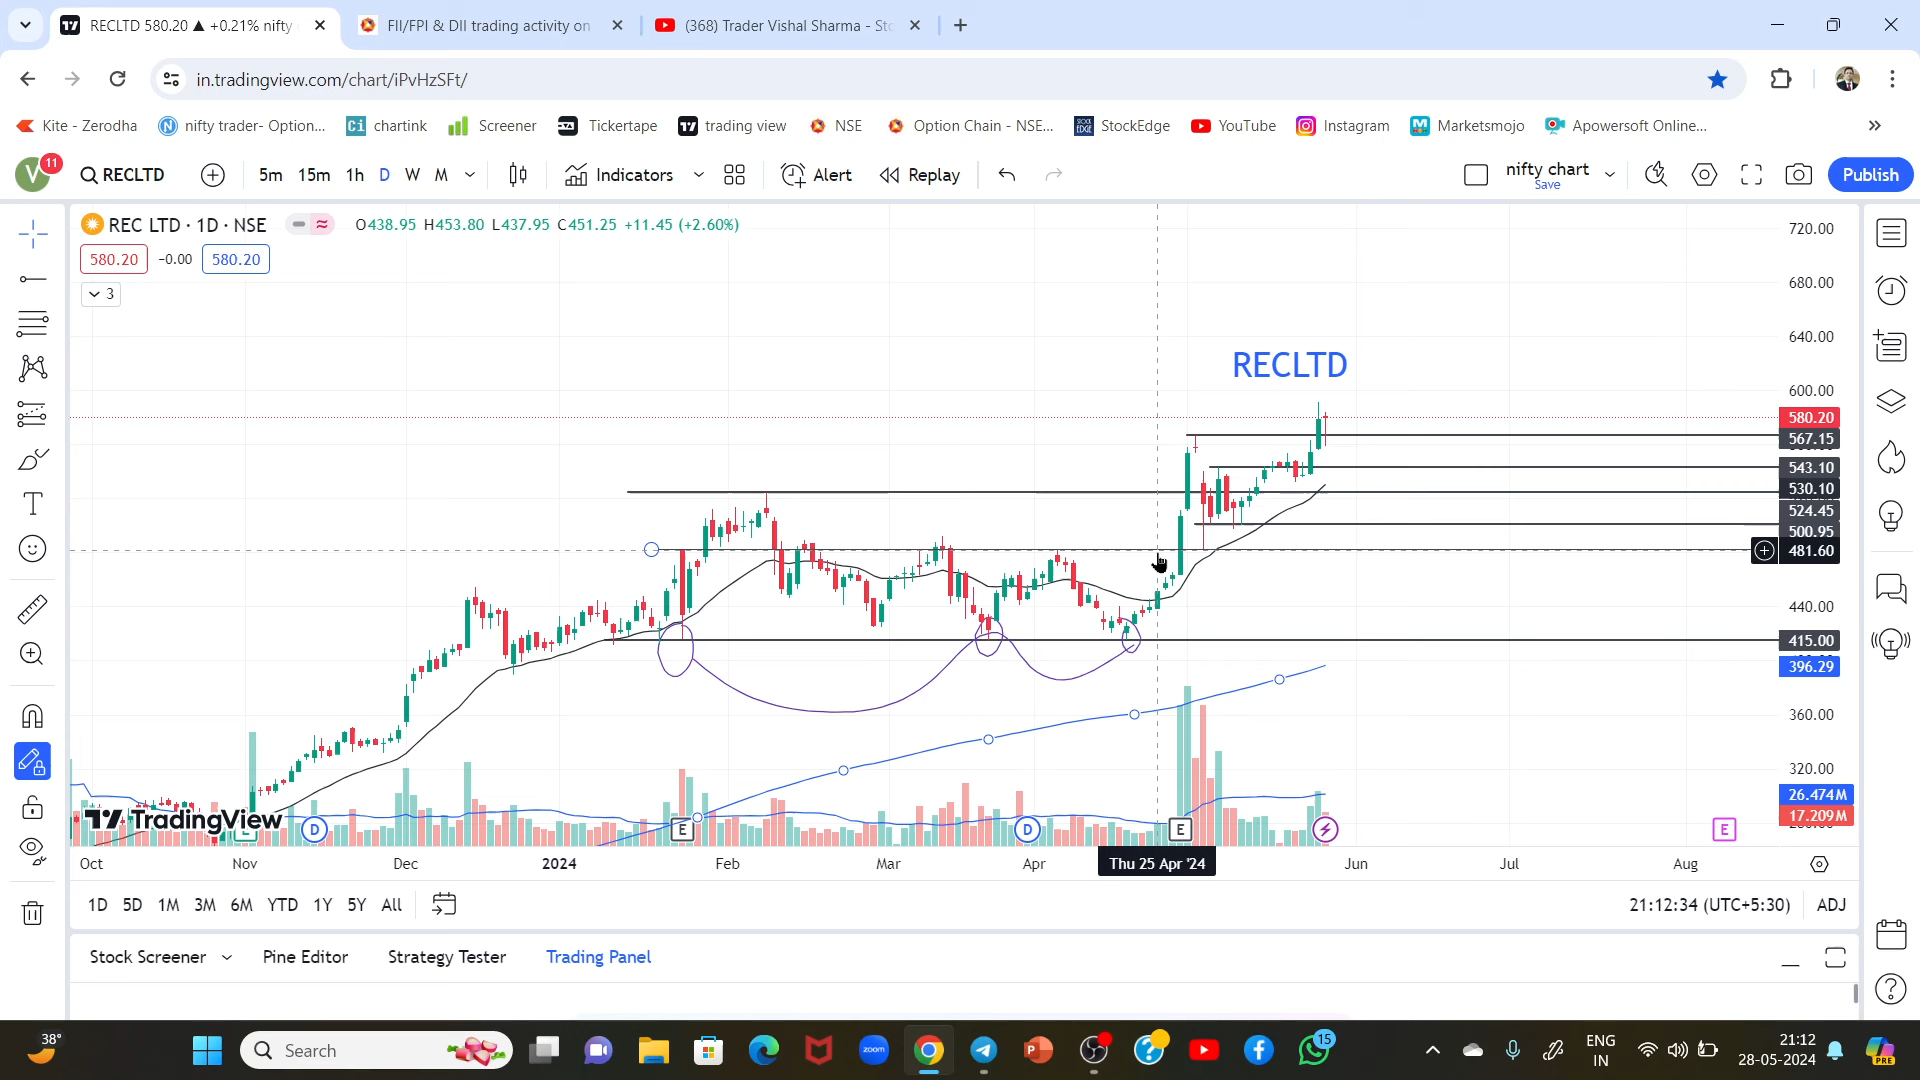 RECLTD 580.20 ▲ +0.21% nifty
FII/FPI & DII trading activity on
(368) Trader Vishal Sharma - Sto
in.tradingview.com/chart/iPvHzSFt/
Kite - Zerodha
nifty trader- Option...
Ci chartink
Screener
Tickertape
trading view
NSE
Option Chain - NSE...
STOCK EDGE StockEdge
YouTube
Instagram
Marketsmojo
Apowersoft Online...
V 11
RECLTD
5m 15m 1h D W M
Indicators
Alert
Replay
nifty chart
Save
Publish
REC LTD · 1D · NSE
O438.95 H453.80 L437.95 C451.25 +11.45 (+2.60%)
580.20 −0.00 580.20
3
RECLTD
720.00
680.00
640.00
600.00
580.20
567.15
543.10
530.10
524.45
500.95
481.60
440.00
415.00
396.29
360.00
320.00
26.474M
17.209M
TradingView
D E D E E
Oct Nov Dec 2024 Feb Mar Apr Thu 25 Apr '24 Jun Jul Aug
1D 5D 1M 3M 6M YTD 1Y 5Y All
21:12:34 (UTC+5:30) ADJ
Stock Screener Pine Editor Strategy Tester Trading Panel
38°
Search
zoom
15
ENG
IN
21:12
28-05-2024
PRE